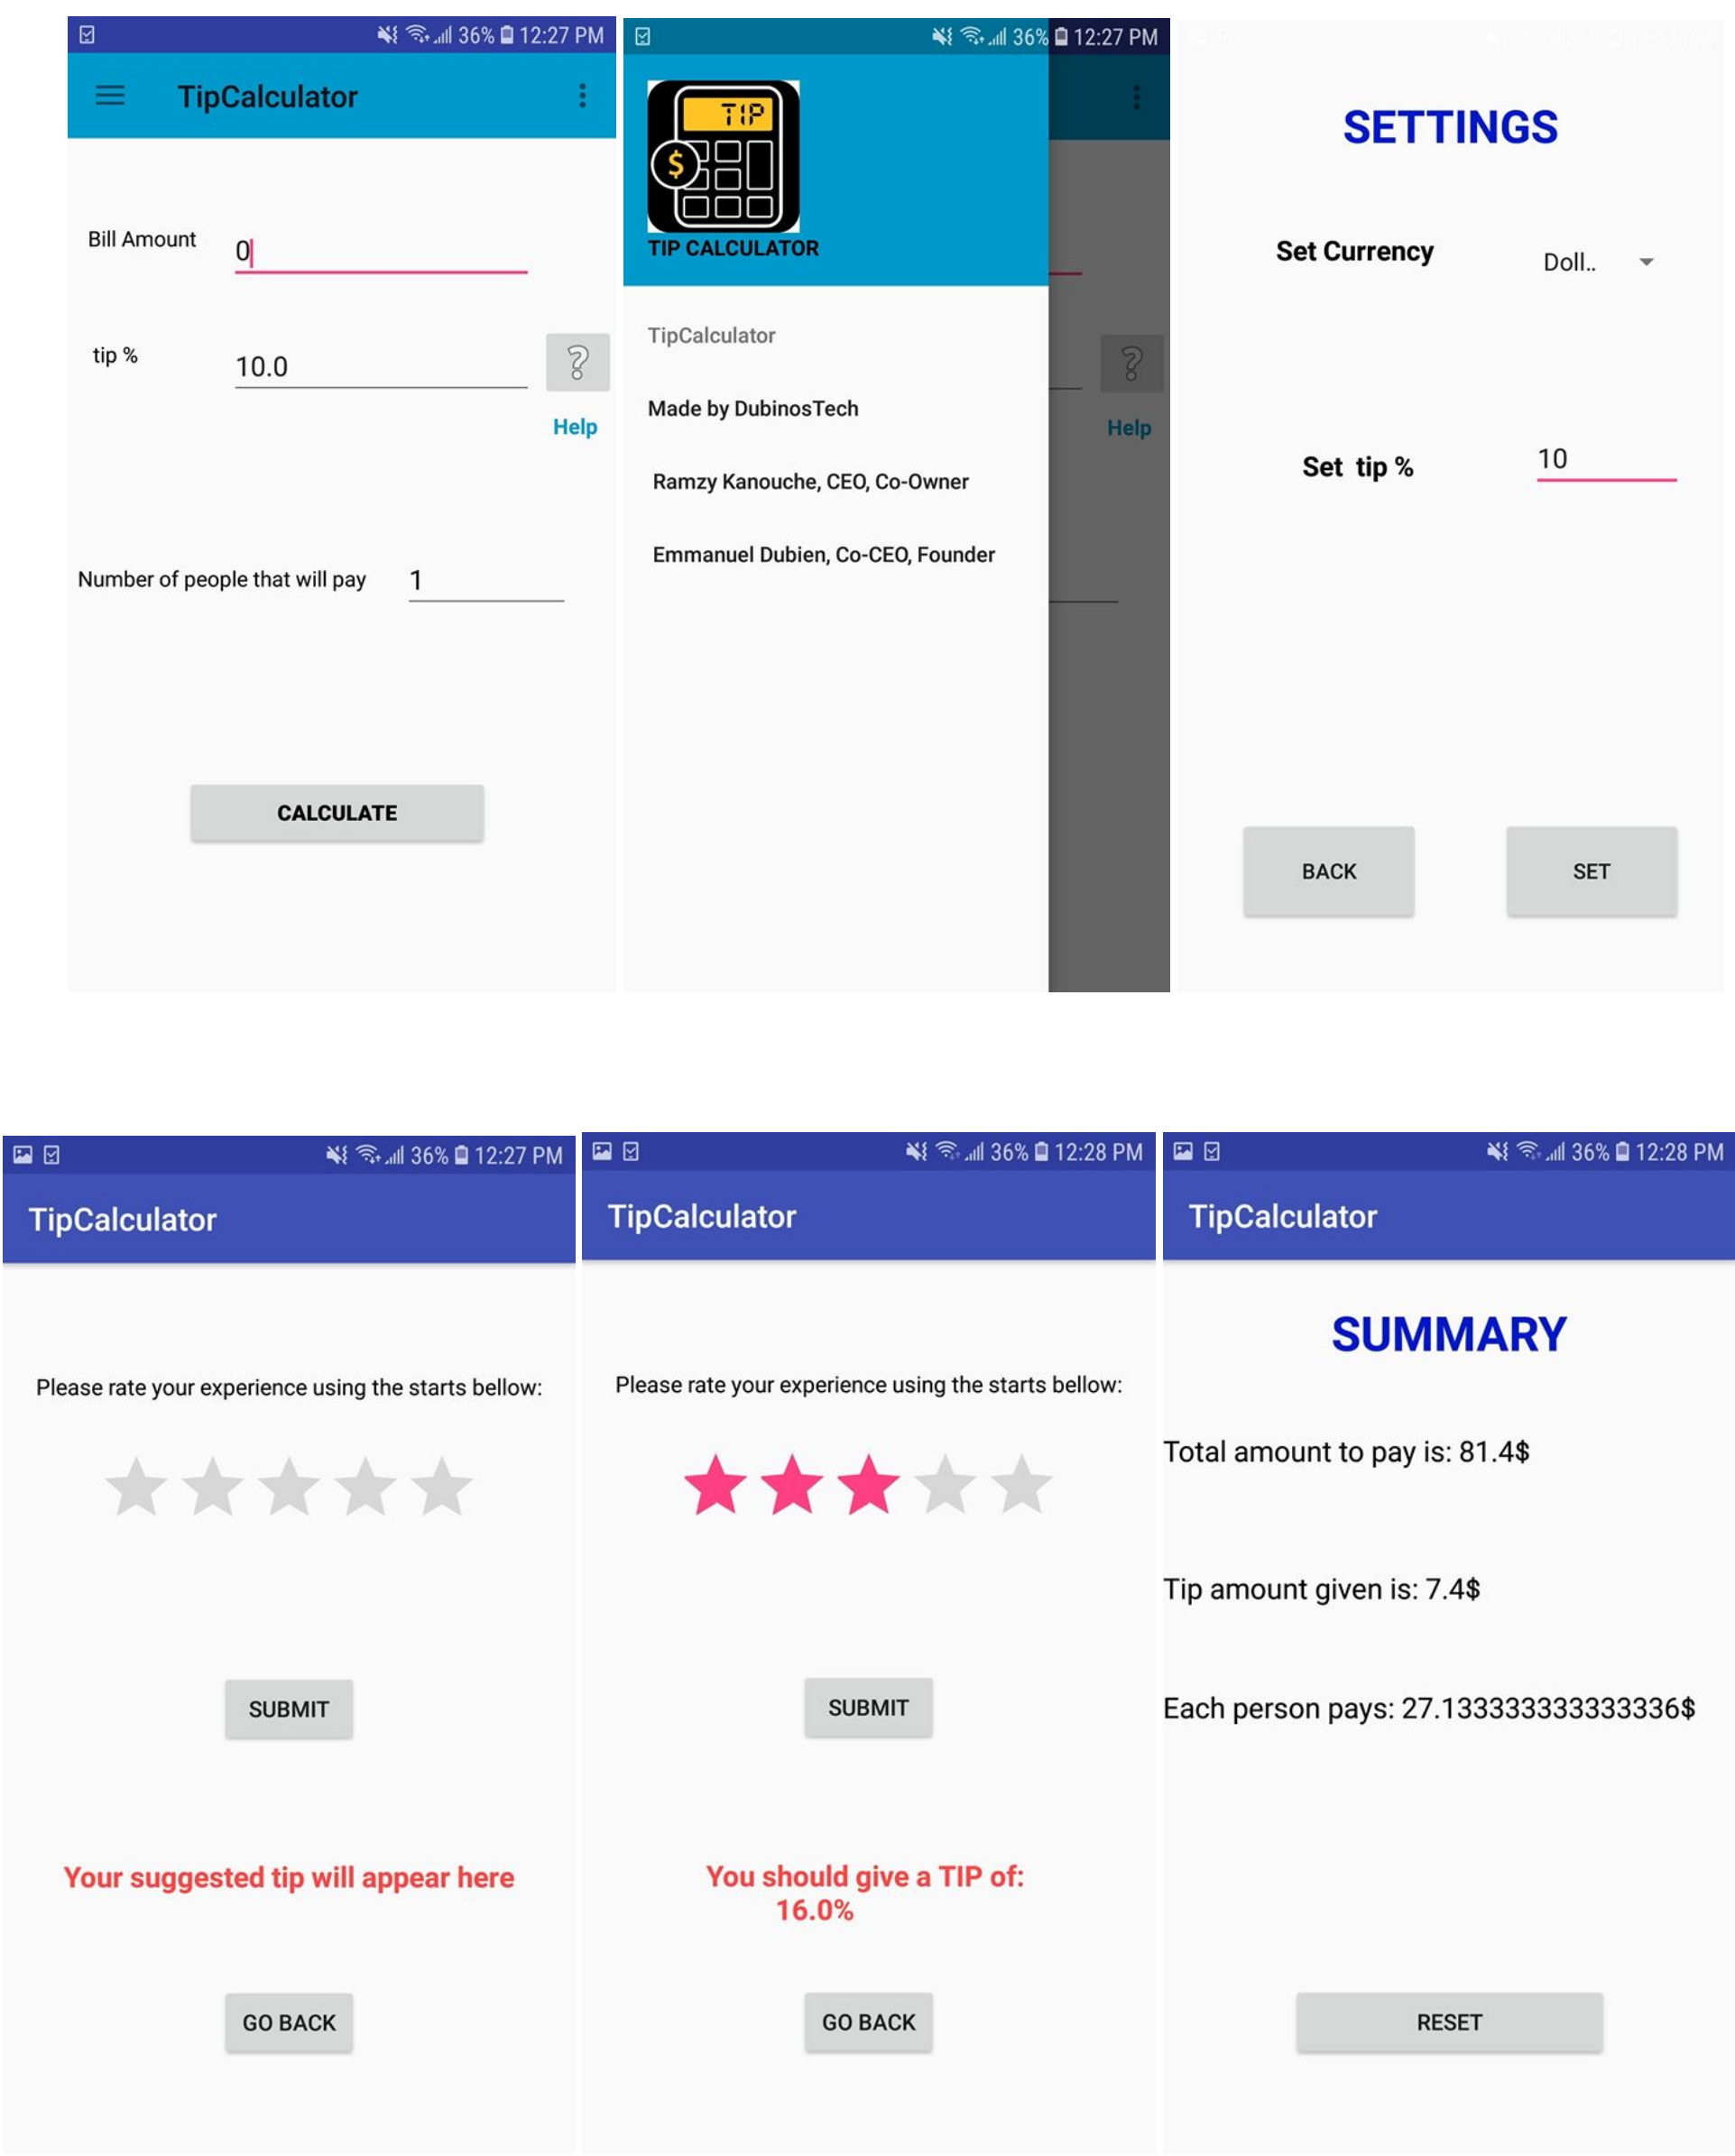 36% 12:27 PM
TipCalculator
Bill Amount
0
tip %
10.0
?
Help
Number of people that will pay
1
CALCULATE
36% 12:27 PM
TIP
$
TIP CALCULATOR
TipCalculator
Made by DubinosTech
Ramzy Kanouche, CEO, Co-Owner
Emmanuel Dubien, Co-CEO, Founder
?
Help
SETTINGS
Set Currency
Doll..
Set tip %
10
BACK
SET
36% 12:27 PM
TipCalculator
Please rate your experience using the starts bellow:
SUBMIT
Your suggested tip will appear here
GO BACK
36% 12:28 PM
TipCalculator
Please rate your experience using the starts bellow:
SUBMIT
You should give a TIP of:
16.0%
GO BACK
36% 12:28 PM
TipCalculator
SUMMARY
Total amount to pay is: 81.4$
Tip amount given is: 7.4$
Each person pays: 27.133333333333336$
RESET